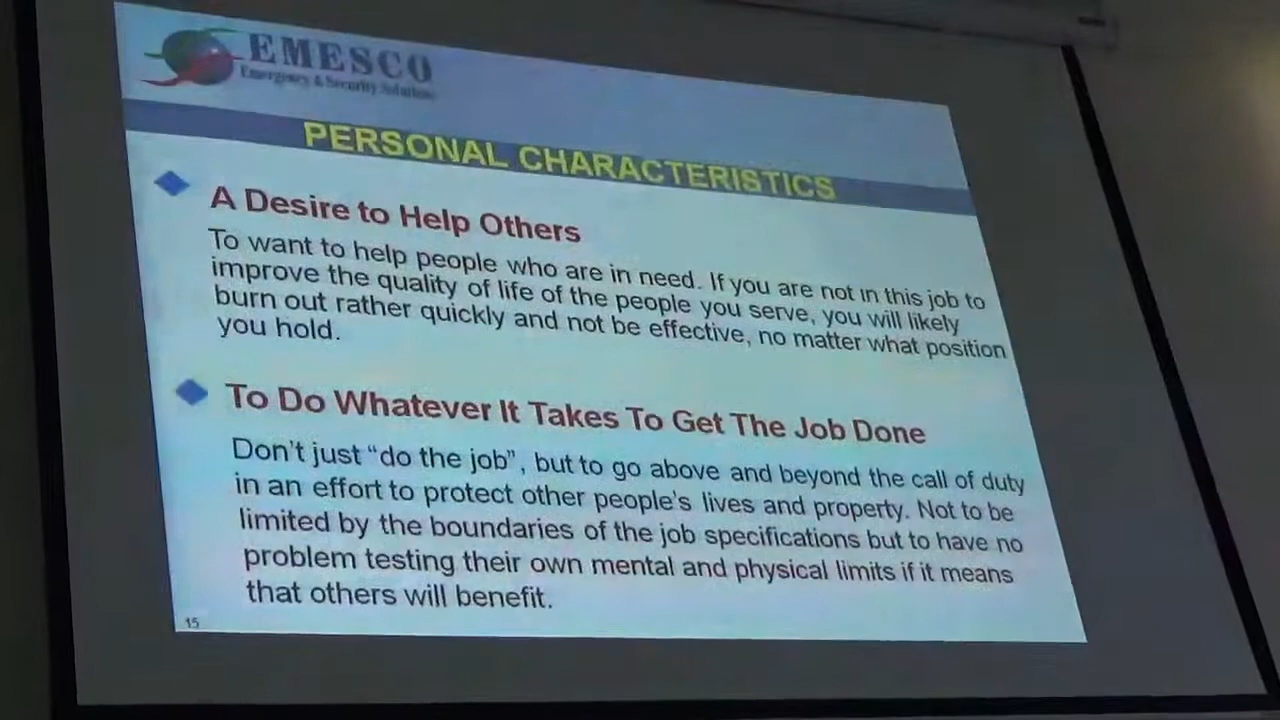 EMESCO
Emergency & Security Solutions
PERSONAL CHARACTERISTICS
A Desire to Help Others
To want to help people who are in need. If you are not in this job to
improve the quality of life of the people you serve, you will likely
burn out rather quickly and not be effective, no matter what position
you hold.
To Do Whatever It Takes To Get The Job Done
Don't just “do the job”, but to go above and beyond the call of duty
in an effort to protect other people's lives and property. Not to be
limited by the boundaries of the job specifications but to have no
problem testing their own mental and physical limits if it means
that others will benefit.
15